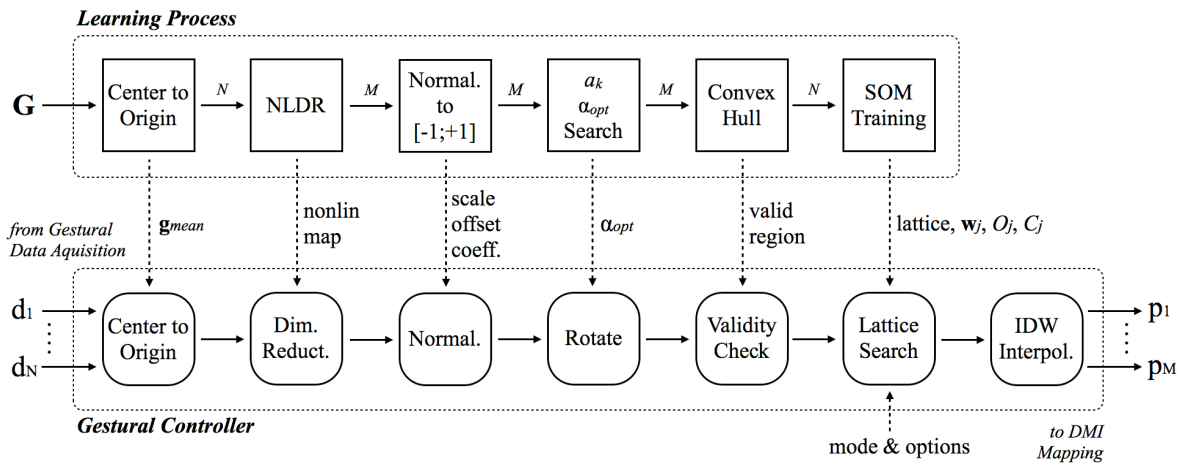 Learning Process
G
Center to
Origin
N
NLDR
M
Normal.
to
[-1;+1]
M
ak
αopt
Search
M
Convex
Hull
N
SOM
Training
from Gestural
Data Aquisition
gmean
nonlin
map
scale
offset
coeff.
αopt
valid
region
lattice, wj, Oj, Cj
d1
dN
Center to
Origin
Dim.
Reduct.
Normal.
Rotate
Validity
Check
Lattice
Search
IDW
Interpol.
p1
pM
Gestural Controller
mode & options
to DMI
Mapping